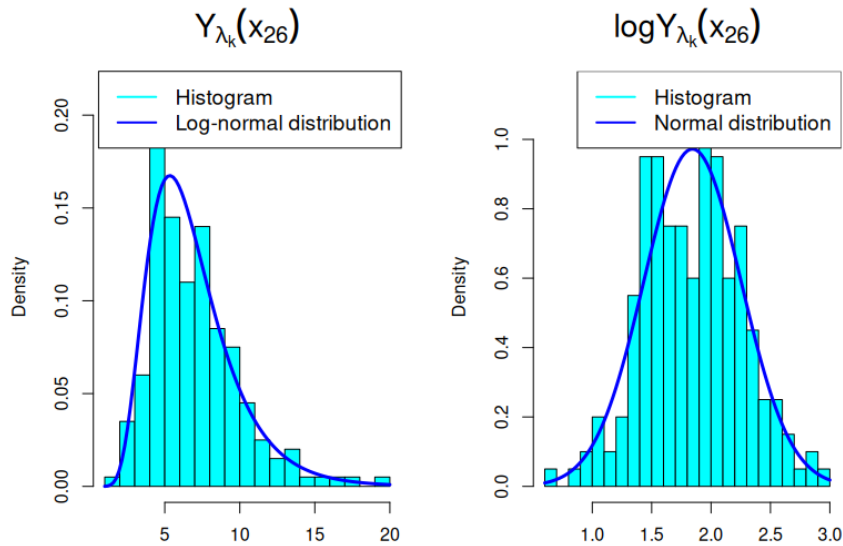 Yλk(x26)
Histogram
Log-normal distribution
Density
0.00
0.05
0.10
0.15
0.20
5
10
15
20
logYλk(x26)
Histogram
Normal distribution
Density
0.0
0.2
0.4
0.6
0.8
1.0
1.0
1.5
2.0
2.5
3.0